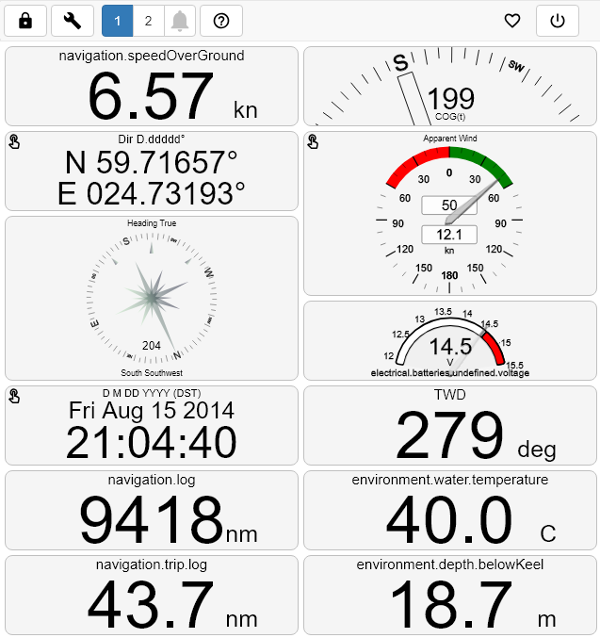 1
2
navigation.speedOverGround
6.57 kn
S
SW
199
COG(t)
Dir D.ddddd°
N 59.71657°
E 024.73193°
Apparent Wind
0
30
30
60
60
90
90
120
120
150
150
180
50
12.1
kn
Heading True
S
W
E
N
204
South Southwest
12
12.5
13
13.5
14
14.5
15
15.5
14.5
V
electrical.batteries.undefined.voltage
D M DD YYYY (DST)
Fri Aug 15 2014
21:04:40
TWD
279 deg
navigation.log
9418 nm
environment.water.temperature
40.0 C
navigation.trip.log
43.7 nm
environment.depth.belowKeel
18.7 m